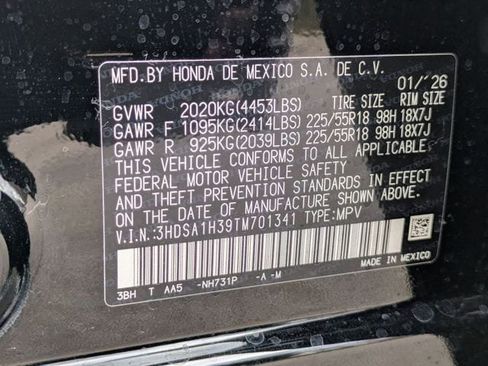 MFD.BY HONDA DE MEXICO S.A. DE C.V.
01/'26
GVWR 2020KG(4453LBS) TIRE SIZE RIM SIZE
GAWR F 1095KG(2414LBS) 225/55R18 98H 18X7J
GAWR R 925KG(2039LBS) 225/55R18 98H 18X7J
THIS VEHICLE CONFORMS TO ALL APPLICABLE
FEDERAL MOTOR VEHICLE SAFETY
AND THEFT PREVENTION STANDARDS IN EFFECT
ON THE DATE OF MANUFACTURE SHOWN ABOVE.
V.I.N.:3HDSA1H39TM701341 TYPE:MPV
3BH T AA5 -NH731P -A -M
MADE IN MEXICO